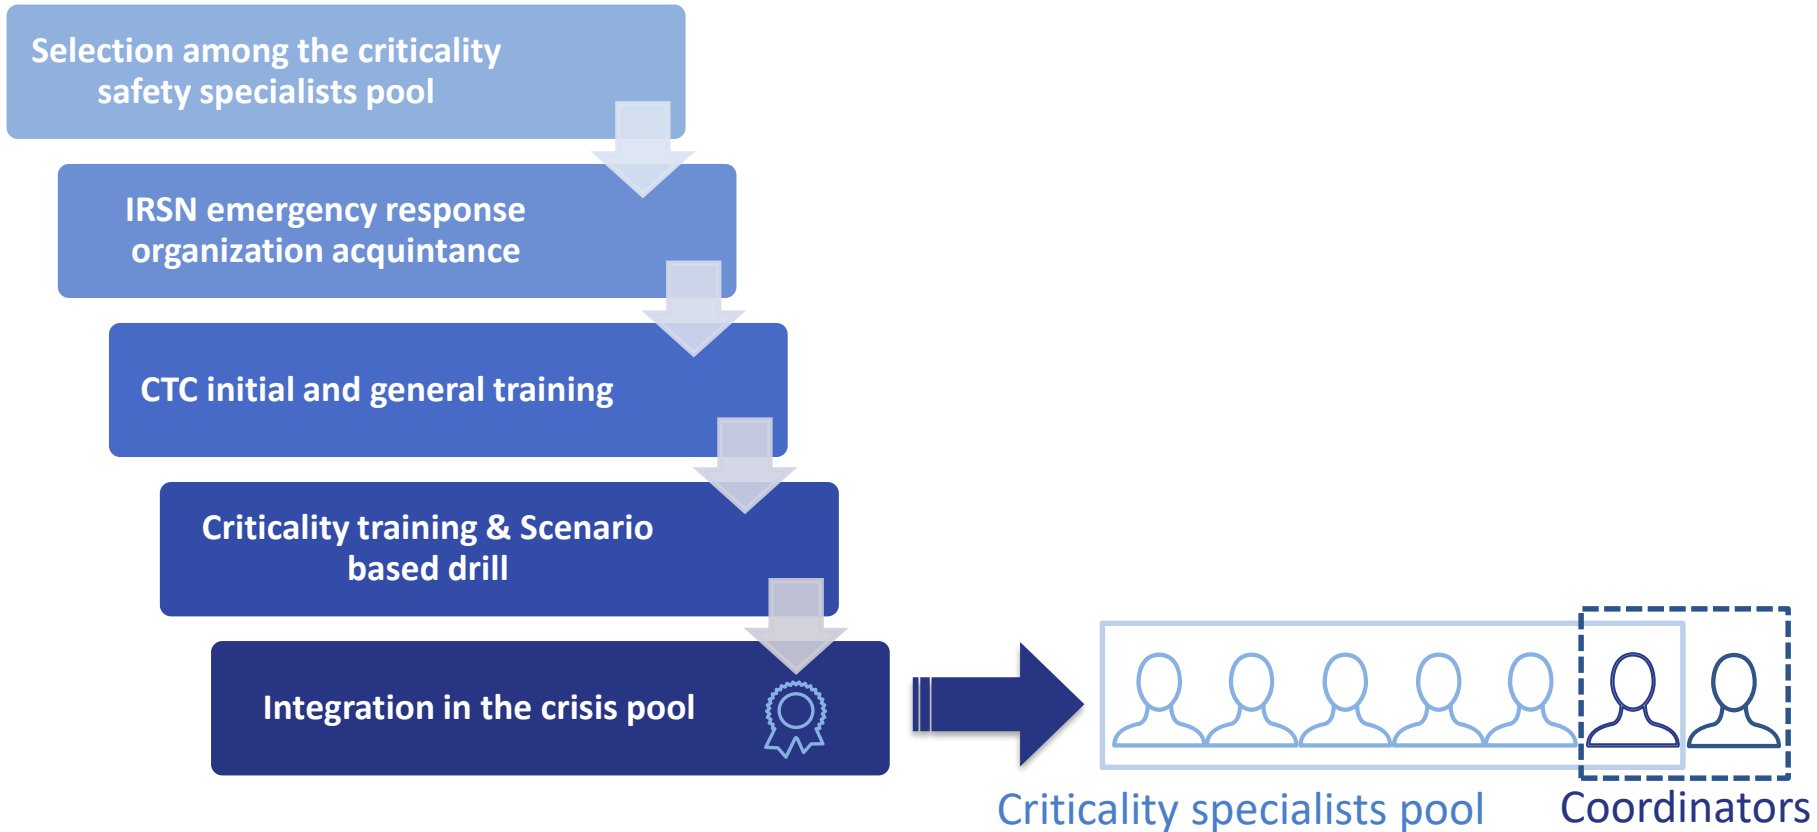 Selection among the criticality
safety specialists pool
IRSN emergency response
organization acquintance
CTC initial and general training
Criticality training & Scenario
based drill
Integration in the crisis pool
Criticality specialists pool
Coordinators